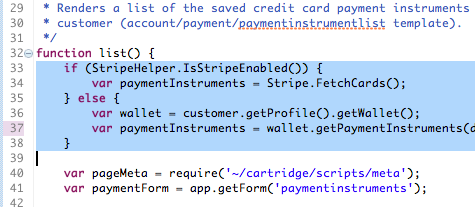 29 * Renders a list of the saved credit card payment instruments
30 * customer (account/payment/paymentinstrumentlist template).
31 */
32 function list() {
33 if (StripeHelper.IsStripeEnabled()) {
34 var paymentInstruments = Stripe.FetchCards();
35 } else {
36 var wallet = customer.getProfile().getWallet();
37 var paymentInstruments = wallet.getPaymentInstruments(
38 }
39
40 var pageMeta = require('~/cartridge/scripts/meta');
41 var paymentForm = app.getForm('paymentinstruments');
42